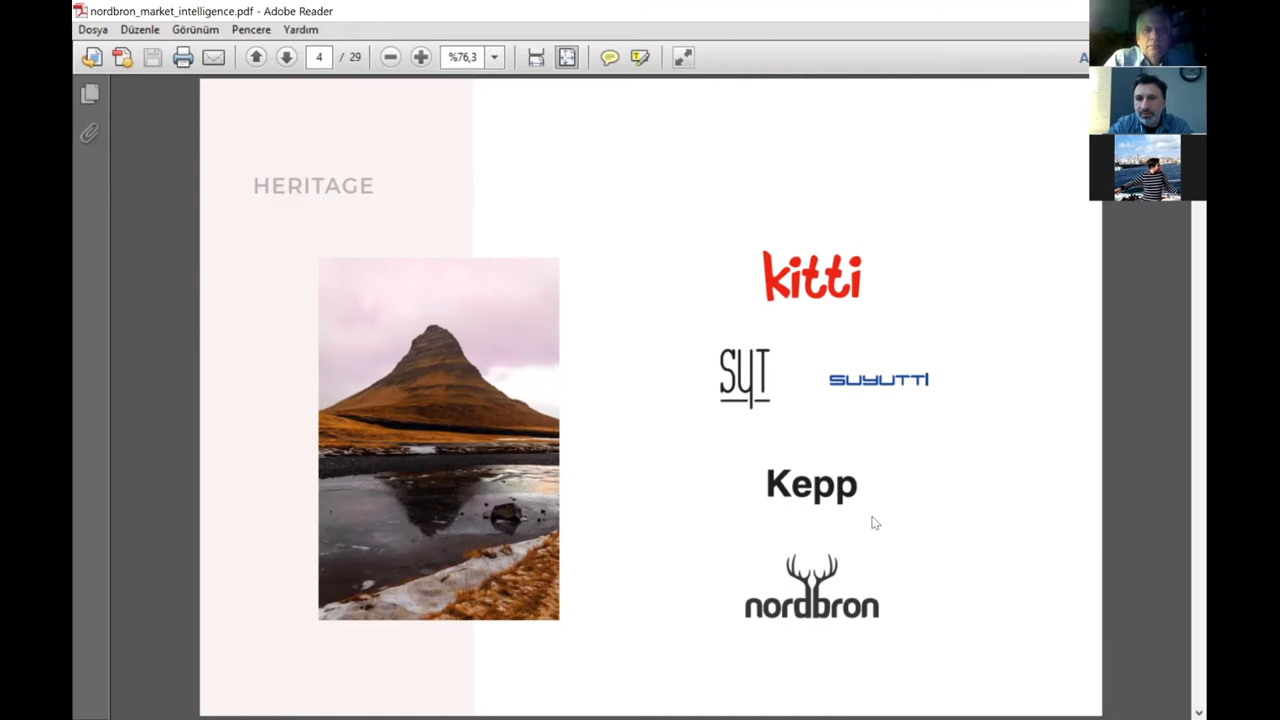 nordbron_market_intelligence.pdf - Adobe Reader
Dosya Düzenle Görünüm Pencere Yardım
4 / 29 %76,3 A
HERITAGE
kitti
SYT SUYUTTI
Kepp
nordbron